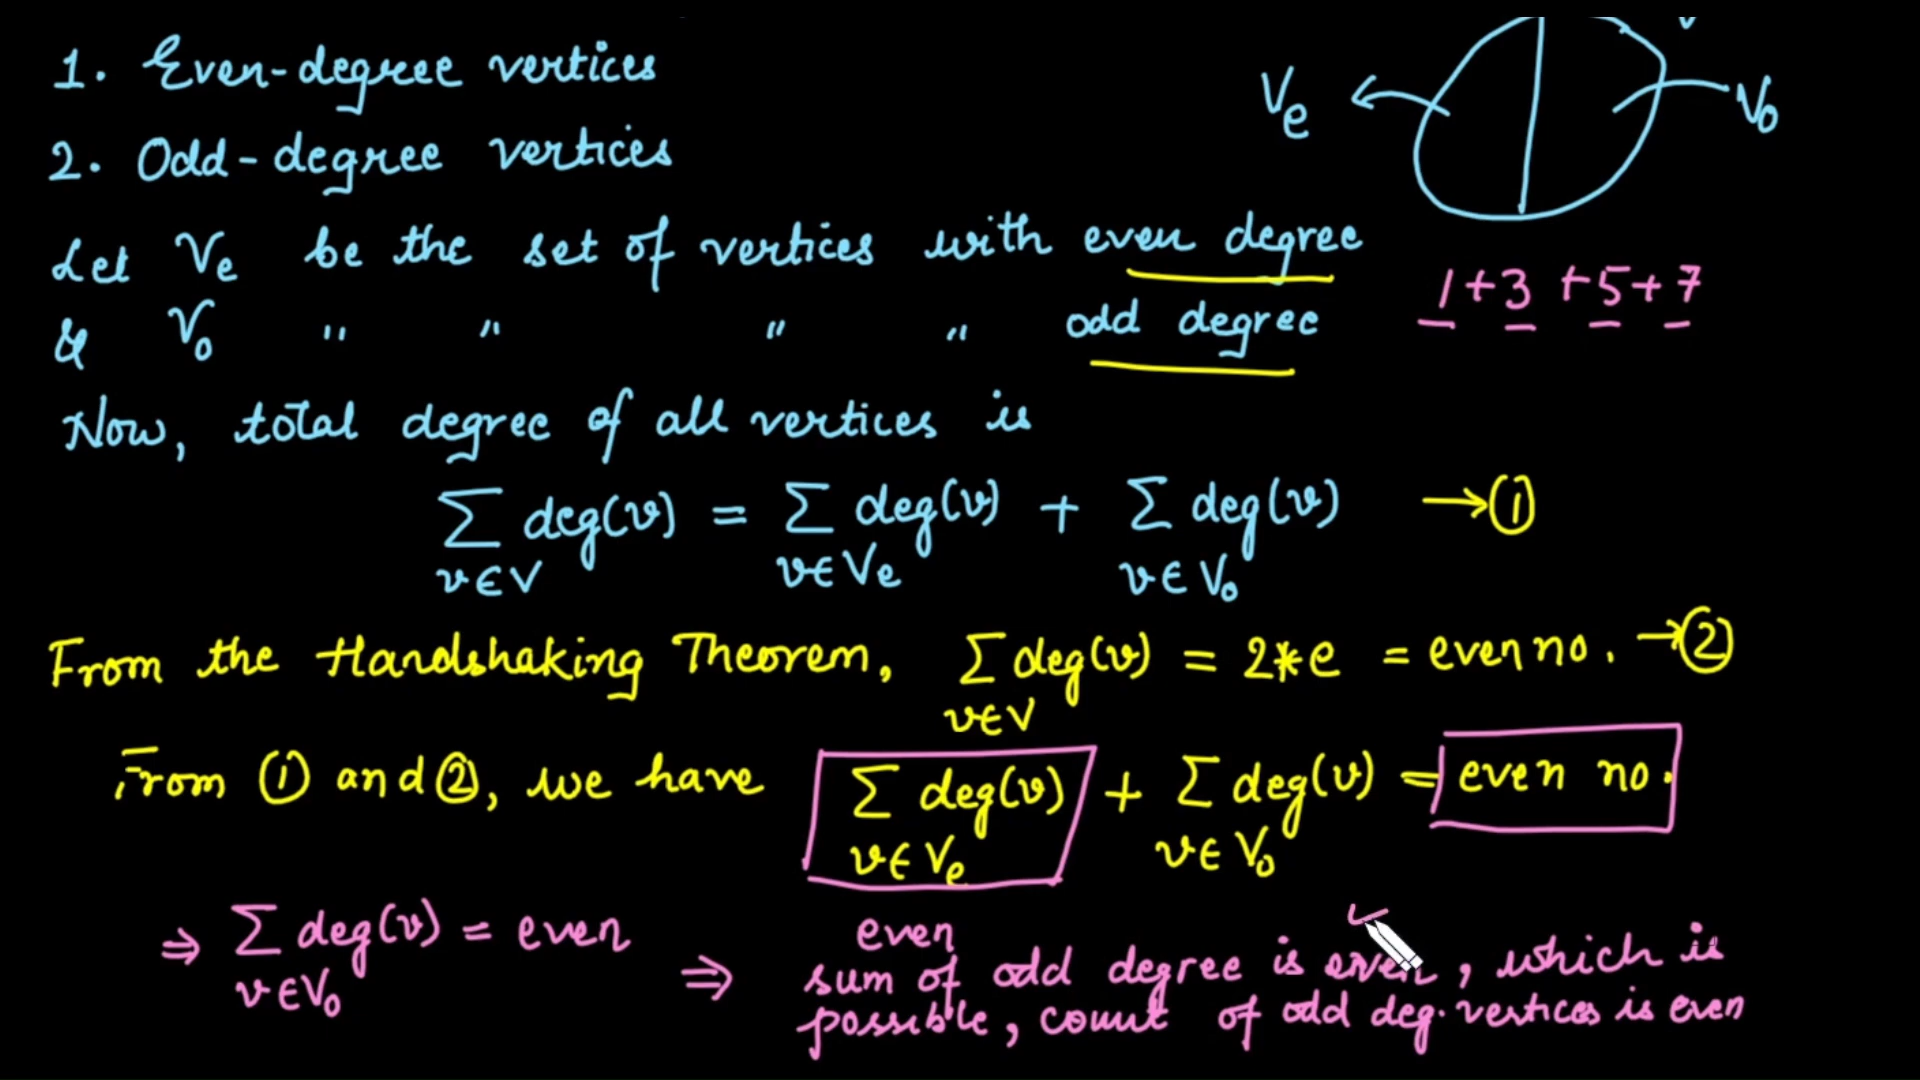 1. Even-degree vertices
2. Odd-degree vertices
Ve
Vo
Let Ve be the set of vertices with even degree
& Vo " " " " odd degree
1 + 3 + 5 + 7
Now, total degree of all vertices is
∑ deg(v) = ∑ deg(v) + ∑ deg(v) → ①
v∈V v∈Ve v∈Vo
From the Handshaking Theorem, ∑ deg(v) = 2*e = even no. → ②
v∈V
From ① and ②, we have ∑ deg(v) + ∑ deg(v) = even no.
v∈Ve v∈Vo
⇒ ∑ deg(v) = even
v∈Vo
even
⇒ sum of odd degree is even, which is
possible, count of odd deg. vertices is even